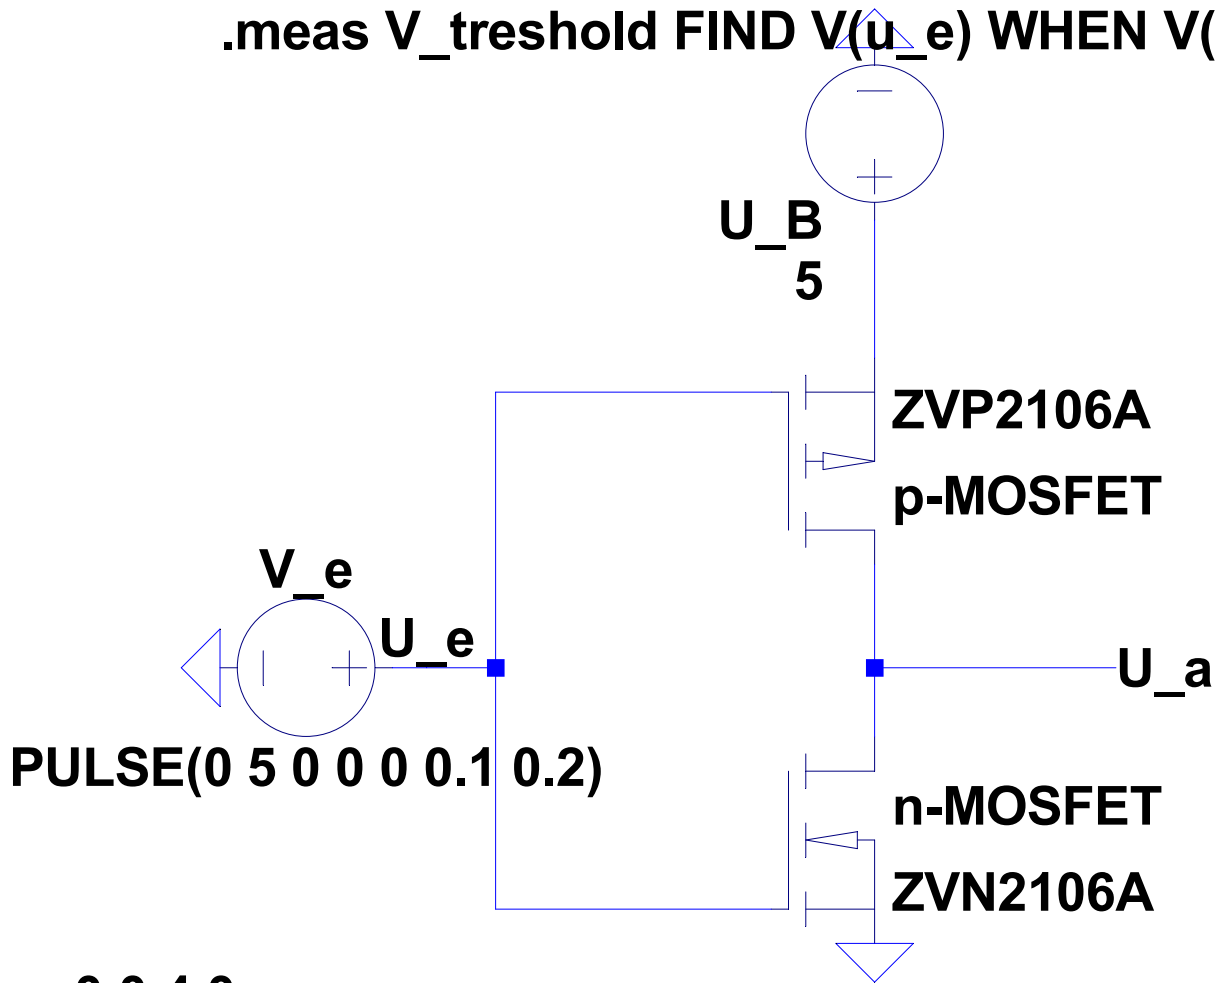 .meas V_treshold FIND V(u_e) WHEN V(
U_B
5
ZVP2106A
p-MOSFET
V_e
U_e
U_a
PULSE(0 5 0 0 0 0.1 0.2)
n-MOSFET
ZVN2106A